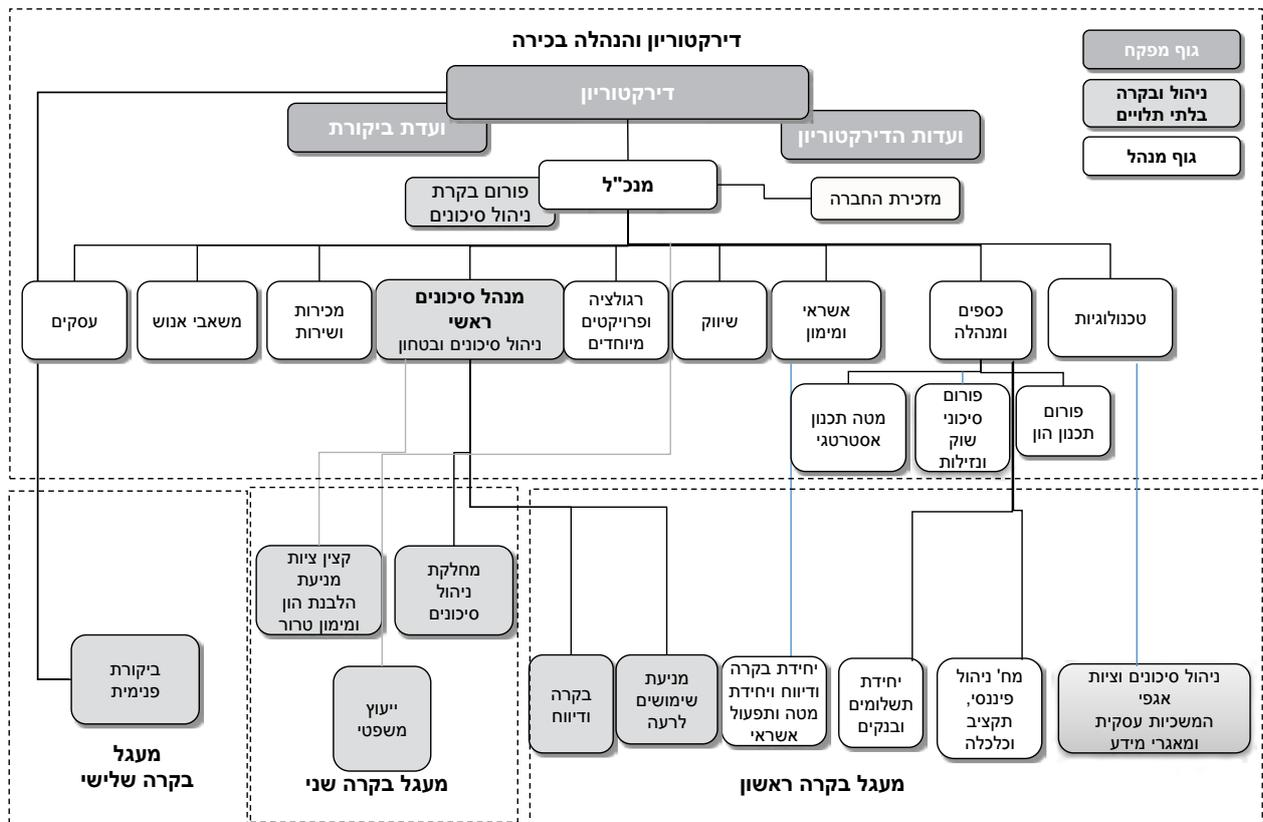 דירקטוריון והנהלה בכירה
גוף מפקח
ניהול ובקרה
בלתי תלויים
גוף מנהל
דירקטוריון
ועדות הדירקטוריון
ועדת ביקורת
מנכ"ל
מזכירת החברה
פורום בקרת
ניהול סיכונים
טכנולוגיות
כספים
ומנהלה
אשראי
ומימון
שיווק
רגולציה
ופרויקטים
מיוחדים
מנהל סיכונים
ראשי
ניהול סיכונים ובטחון
מכירות
ושירות
משאבי אנוש
עסקים
פורום
תכנון הון
פורום
סיכוני
שוק
ונזילות
מטה תכנון
אסטרטגי
ניהול סיכונים וציות
אגפי
המשכיות עסקית
ומאגרי מידע
מח' ניהול
פיננסי,
תקציב
וכלכלה
יחידת
תשלומים
ובנקים
יחידת בקרה
ודיווח ויחידת
מטה ותפעול
אשראי
מניעת
שימושים
לרעה
בקרה
ודיווח
מעגל בקרה ראשון
מחלקת
ניהול
סיכונים
קצין ציות
מניעת
הלבנת הון
ומימון טרור
ייעוץ
משפטי
מעגל בקרה שני
ביקורת
פנימית
מעגל
בקרה שלישי